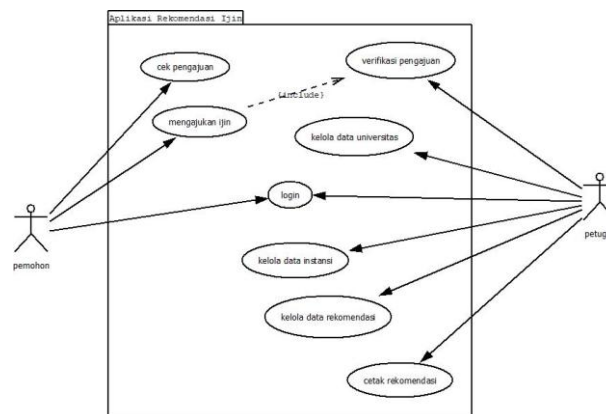 Aplikasi Rekomendasi Ijin
cek pengajuan
verifikasi pengajuan
{include}
mengajukan ijin
kelola data universitas
login
pemohon
petug
kelola data instansi
kelola data rekomendasi
cetak rekomendasi